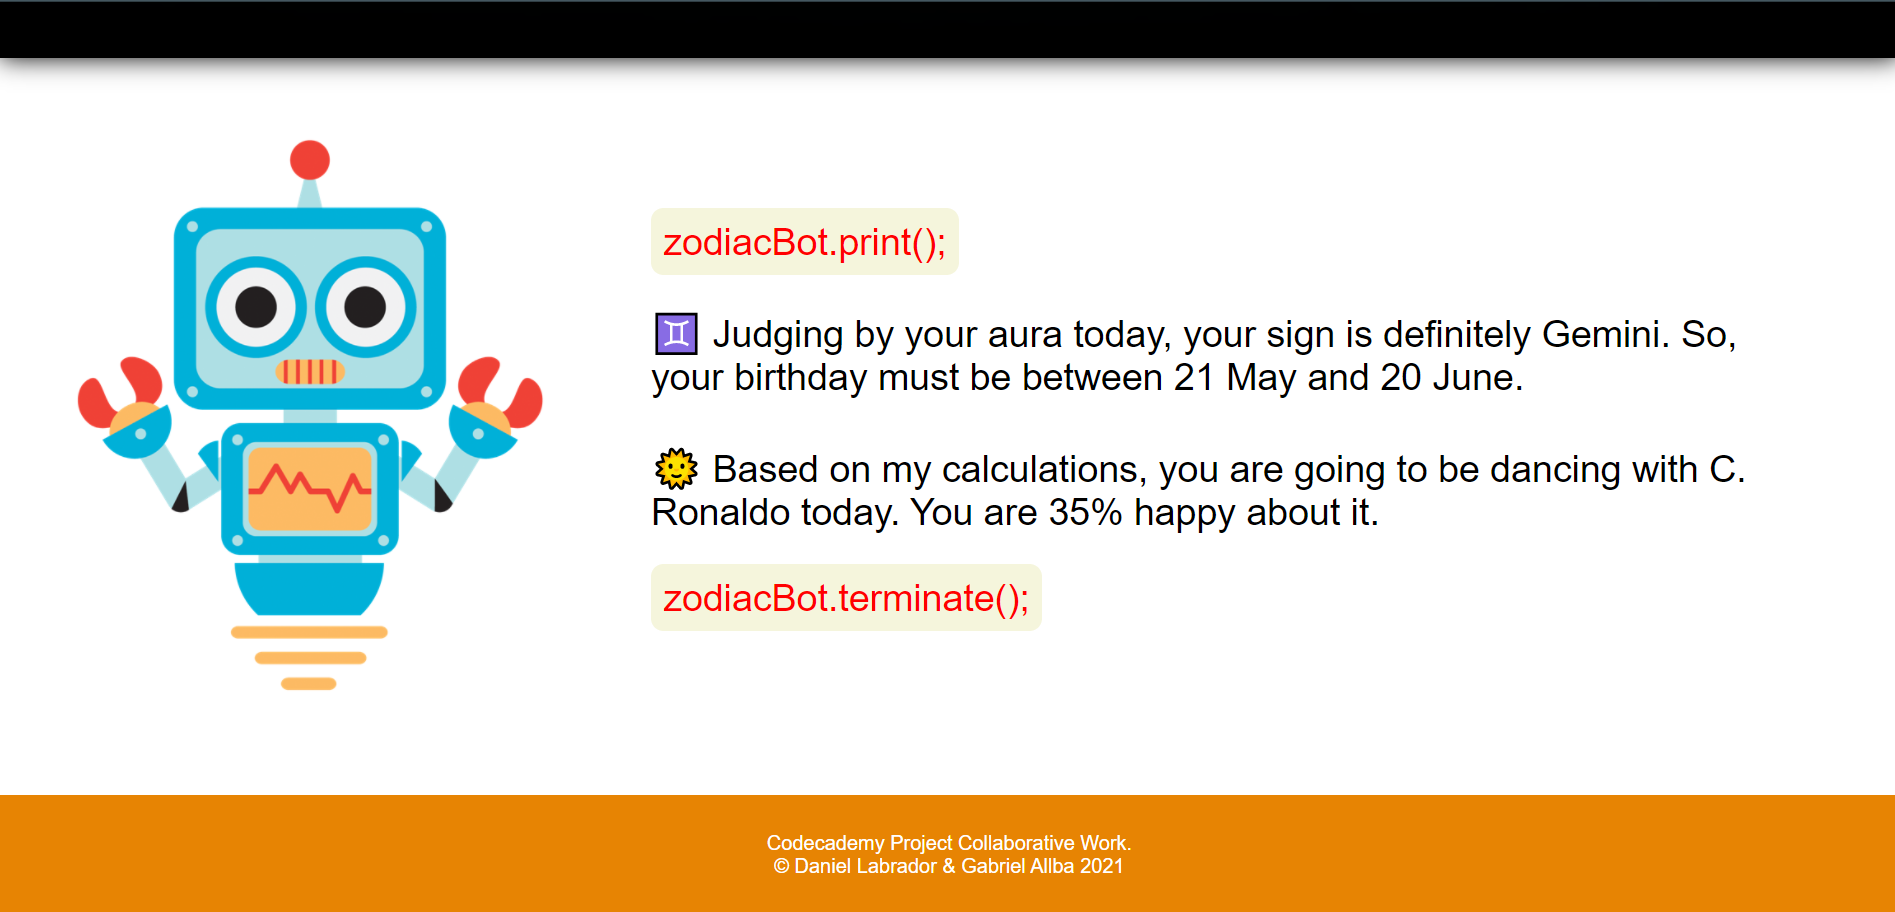 zodiacBot.print();
♊ Judging by your aura today, your sign is definitely Gemini. So,
your birthday must be between 21 May and 20 June.
🌞 Based on my calculations, you are going to be dancing with C.
Ronaldo today. You are 35% happy about it.
zodiacBot.terminate();
Codecademy Project Collaborative Work.
© Daniel Labrador & Gabriel Allba 2021